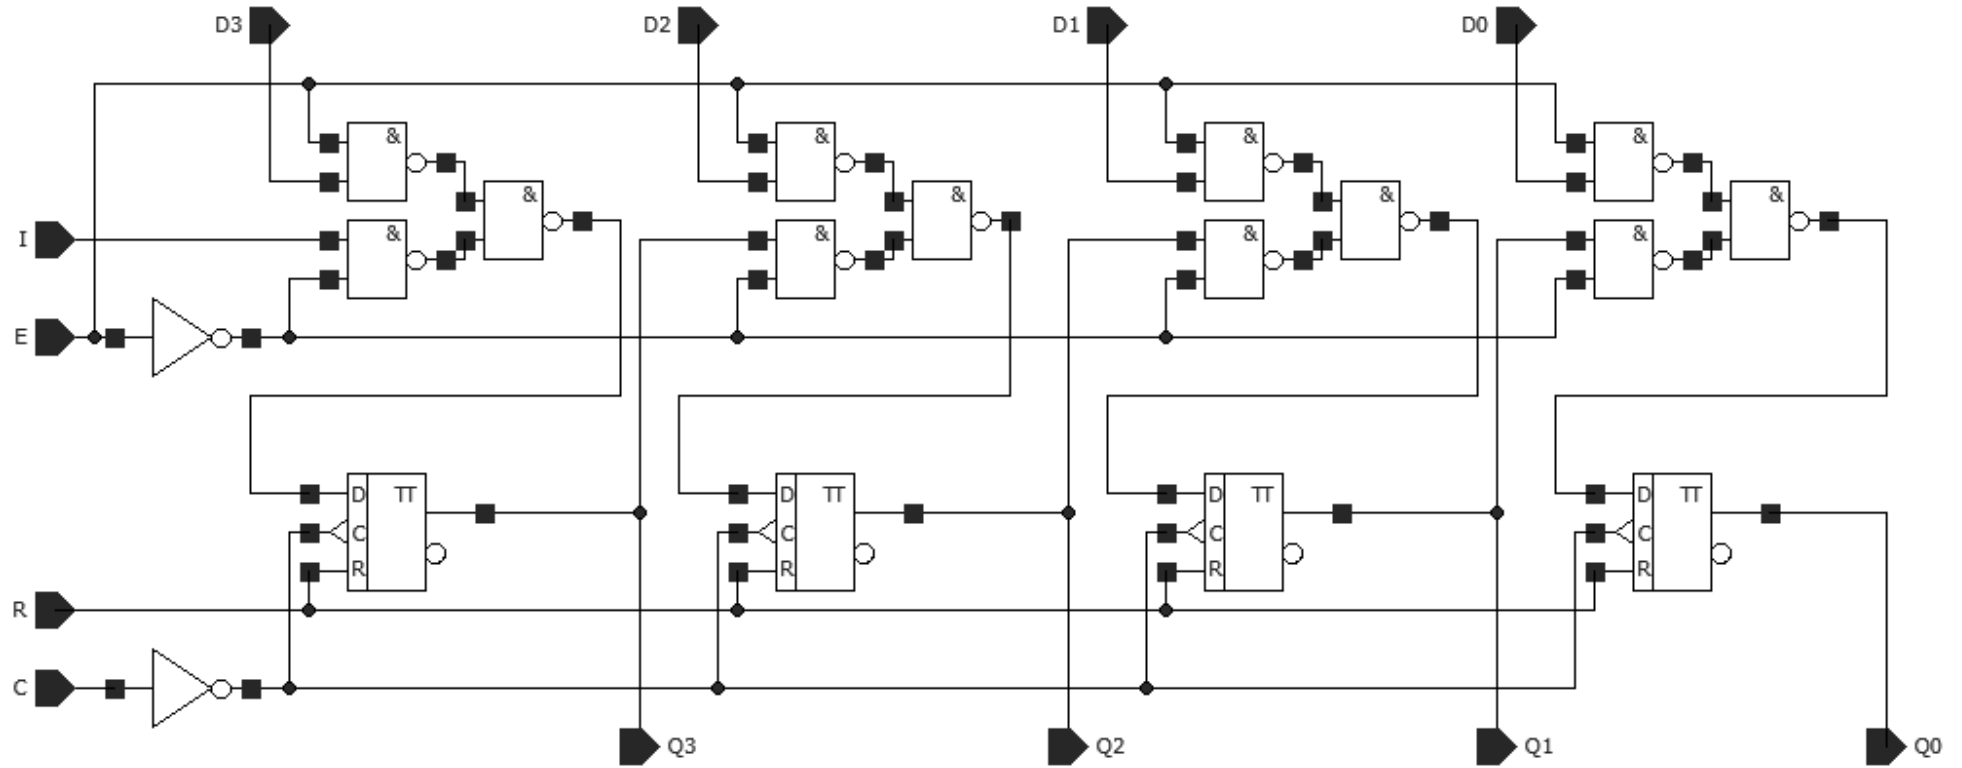 D3 D2 D1 D0
& & & &
& & & &
I & & & &
E
D TT D TT D TT D TT
C C C C
R R R R
R
C
Q3 Q2 Q1 Q0